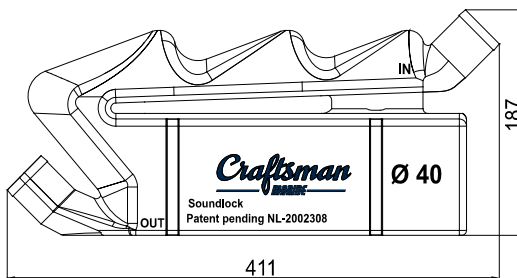 IN
187
Craftsman
MARINE
Ø 40
Soundlock
Patent pending NL-2002308
OUT
411